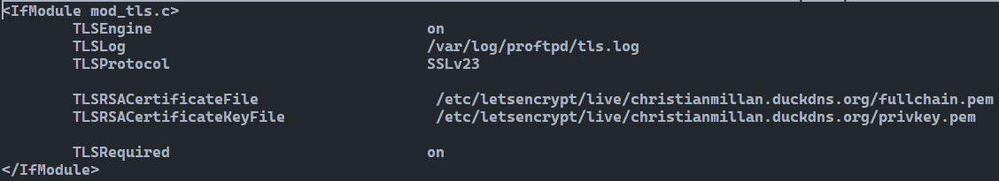 <IfModule mod_tls.c>
TLSEngine on
TLSLog /var/log/proftpd/tls.log
TLSProtocol SSLv23
TLSRSACertificateFile /etc/letsencrypt/live/christianmillan.duckdns.org/fullchain.pem
TLSRSACertificateKeyFile /etc/letsencrypt/live/christianmillan.duckdns.org/privkey.pem
TLSRequired on
</IfModule>